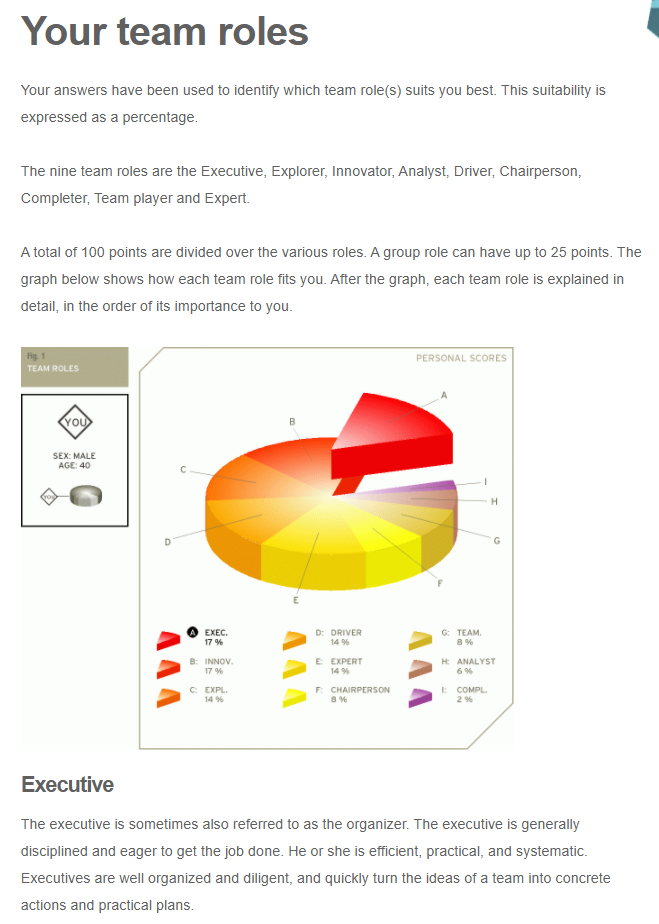 Your team roles
Your answers have been used to identify which team role(s) suits you best. This suitability is
expressed as a percentage.
The nine team roles are the Executive, Explorer, Innovator, Analyst, Driver, Chairperson,
Completer, Team player and Expert.
A total of 100 points are divided over the various roles. A group role can have up to 25 points. The
graph below shows how each team role fits you. After the graph, each team role is explained in
detail, in the order of its importance to you.
Fig. 1
TEAM ROLES
YOU
SEX: MALE
AGE: 40
YOU
PERSONAL SCORES
A
B
C
D
E
F
G
H
I
A EXEC.
17 %
B: INNOV.
17 %
C: EXPL.
14 %
D: DRIVER
14 %
E: EXPERT
14 %
F: CHAIRPERSON
8 %
G: TEAM.
8 %
H: ANALYST
6 %
I: COMPL.
2 %
Executive
The executive is sometimes also referred to as the organizer. The executive is generally
disciplined and eager to get the job done. He or she is efficient, practical, and systematic.
Executives are well organized and diligent, and quickly turn the ideas of a team into concrete
actions and practical plans.